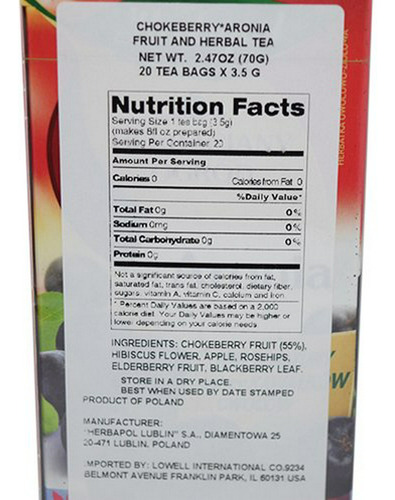 CHOKEBERRY*ARONIA
FRUIT AND HERBAL TEA
NET WT. 2.47OZ (70G)
20 TEA BAGS X 3.5 G
Nutrition Facts
Serving Size 1 tea bag (3.5g)
(makes 8fl oz prepared)
Serving Per Container 20
Amount Per Serving
Calories 0 Calories from Fat 0
%Daily Value*
Total Fat 0g 0%
Sodium 0mg 0%
Total Carbohydrate 0g 0%
Protein 0g
Not a significant source of calories from fat,
saturated fat, trans fat, cholesterol, dietary fiber,
sugars, vitamin A, vitamin C, calcium and iron
* Percent Daily Values are based on a 2,000
calorie diet. Your Daily Values may be higher or
lower depending on your calorie needs
INGREDIENTS: CHOKEBERRY FRUIT (55%),
HIBISCUS FLOWER, APPLE, ROSEHIPS,
ELDERBERRY FRUIT, BLACKBERRY LEAF.
STORE IN A DRY PLACE.
BEST WHEN USED BY DATE STAMPED
PRODUCT OF POLAND
MANUFACTURER:
"HERBAPOL LUBLIN" S.A., DIAMENTOWA 25
20-471 LUBLIN. POLAND
IMPORTED BY: LOWELL INTERNATIONAL CO.9234
BELMONT AVENUE FRANKLIN PARK, IL 60131 USA